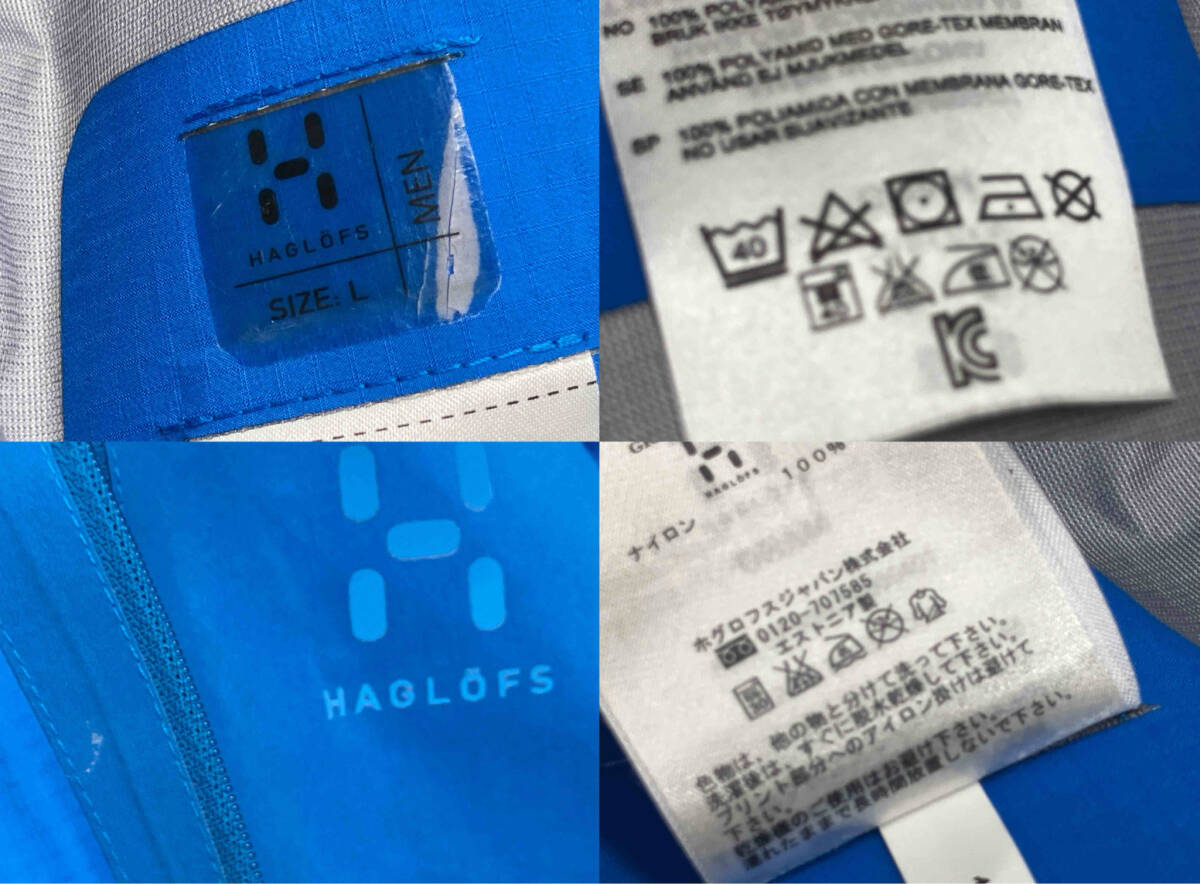 HAGLÖFS
MEN
SIZE: L
NO 100%
BRUK IKKE
SE 100% POLYAMID MED GORE-TEX MEMBRAN
ANVÄND EJ MJUKMEDEL
SP 100% POLIAMIDA CON MEMBRANA GORE-TEX
NO USAR SUAVIZANTE
40
HAGLÖFS
HAGLÖFS
ナイロン 100%
ホグロフスジャパン株式会社
0120-707585
エストニア製
色物は、他の物と分けて洗って下さい。
洗濯後は、すぐに脱水乾燥して下さい。
プリント部分へのアイロン掛けは避けて
下さい。
乾燥機のご使用はお避け下さい。
濡れたままで長時間放置しないで下さい。